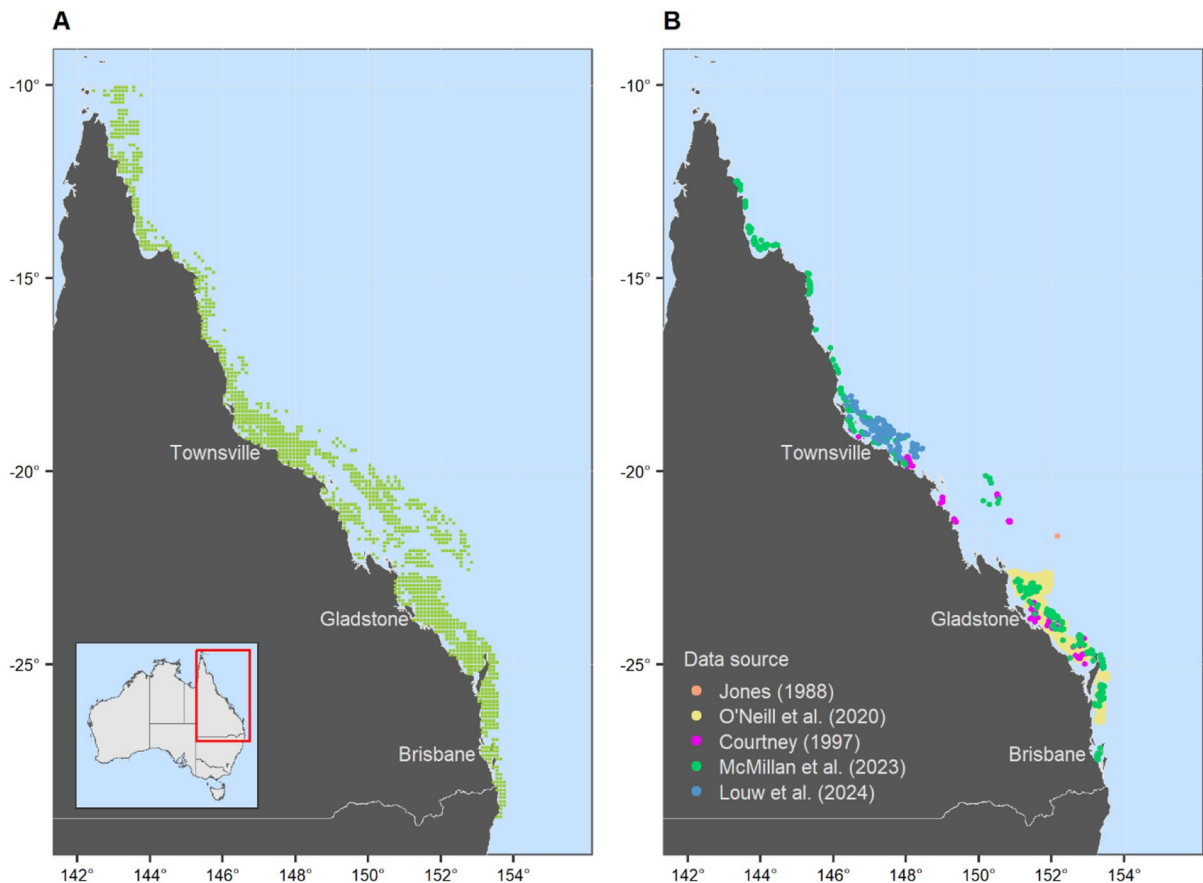 A
-10°
-15°
-20°
-25°
Townsville
Gladstone
Brisbane
142° 144° 146° 148° 150° 152° 154°
B
-10°
-15°
-20°
-25°
Townsville
Gladstone
Data source
Jones (1988)
O'Neill et al. (2020)
Courtney (1997)
McMillan et al. (2023)
Louw et al. (2024)
Brisbane
142° 144° 146° 148° 150° 152° 154°